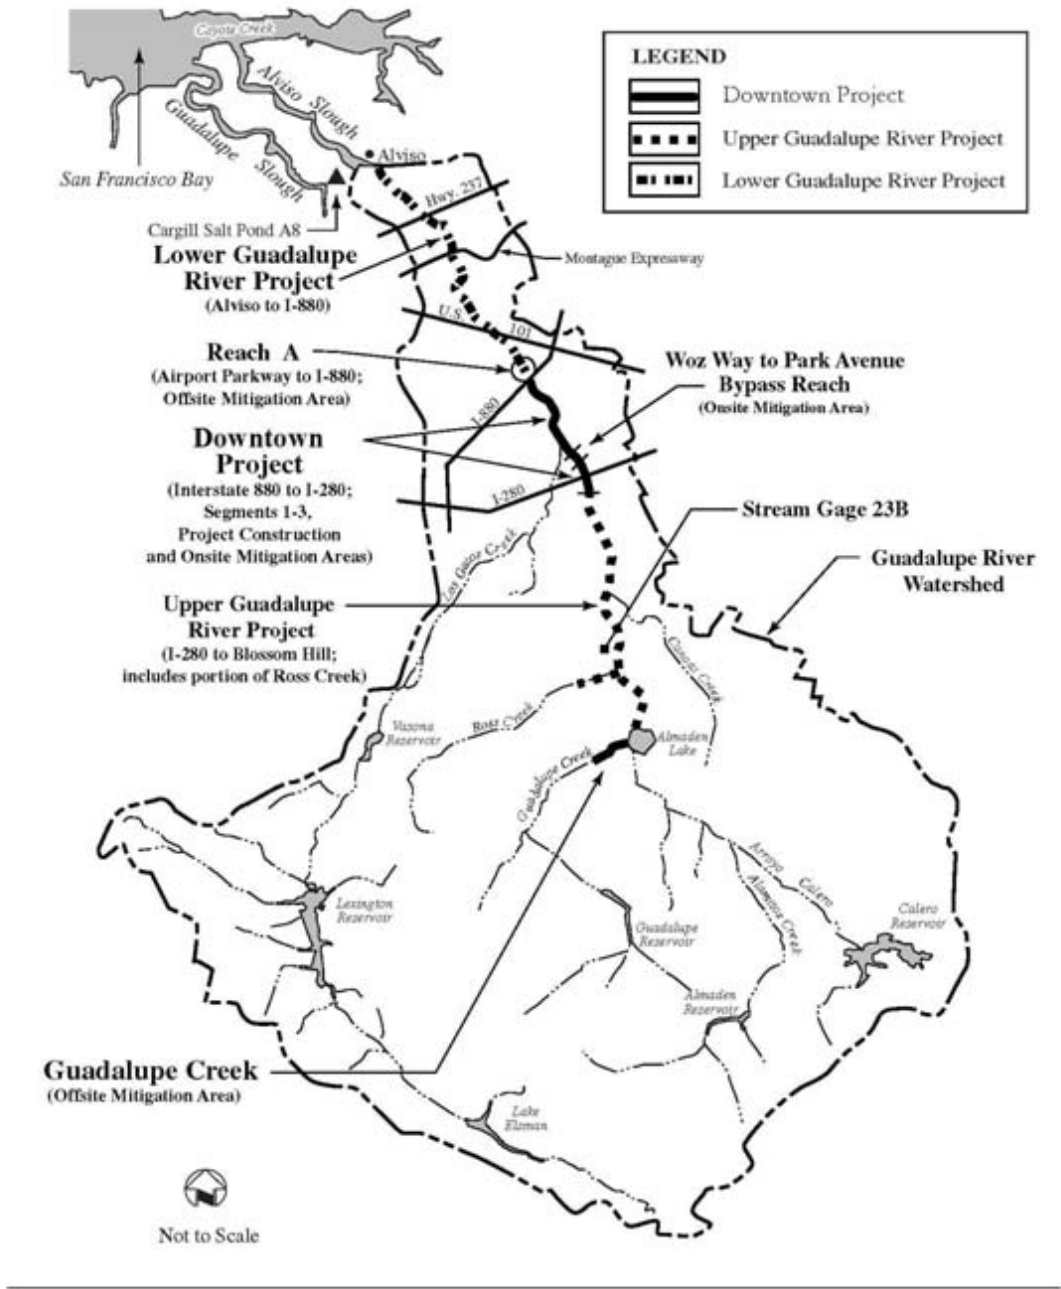 Coyote Creek
Alviso Slough
Guadalupe Slough
San Francisco Bay
Alviso
Cargill Salt Pond A8
LEGEND
Downtown Project
Upper Guadalupe River Project
Lower Guadalupe River Project
Hwy. 237
Lower Guadalupe
River Project
(Alviso to I-880)
Montague Expressway
U.S. 101
Reach A
(Airport Parkway to I-880;
Offsite Mitigation Area)
Woz Way to Park Avenue
Bypass Reach
(Onsite Mitigation Area)
I-880
Downtown
Project
(Interstate 880 to I-280;
Segments 1-3,
Project Construction
and Onsite Mitigation Areas)
I-280
Stream Gage 23B
Guadalupe River
Watershed
Los Gatos Creek
Upper Guadalupe
River Project
(I-280 to Blossom Hill;
includes portion of Ross Creek)
Canoas Creek
Ross Creek
Vasona
Reservoir
Almaden
Lake
Guadalupe Creek
Arroyo Calero
Alamitos Creek
Lexington
Reservoir
Guadalupe
Reservoir
Calero
Reservoir
Almaden
Reservoir
Guadalupe Creek
(Offsite Mitigation Area)
Lake
Elsman
Not to Scale